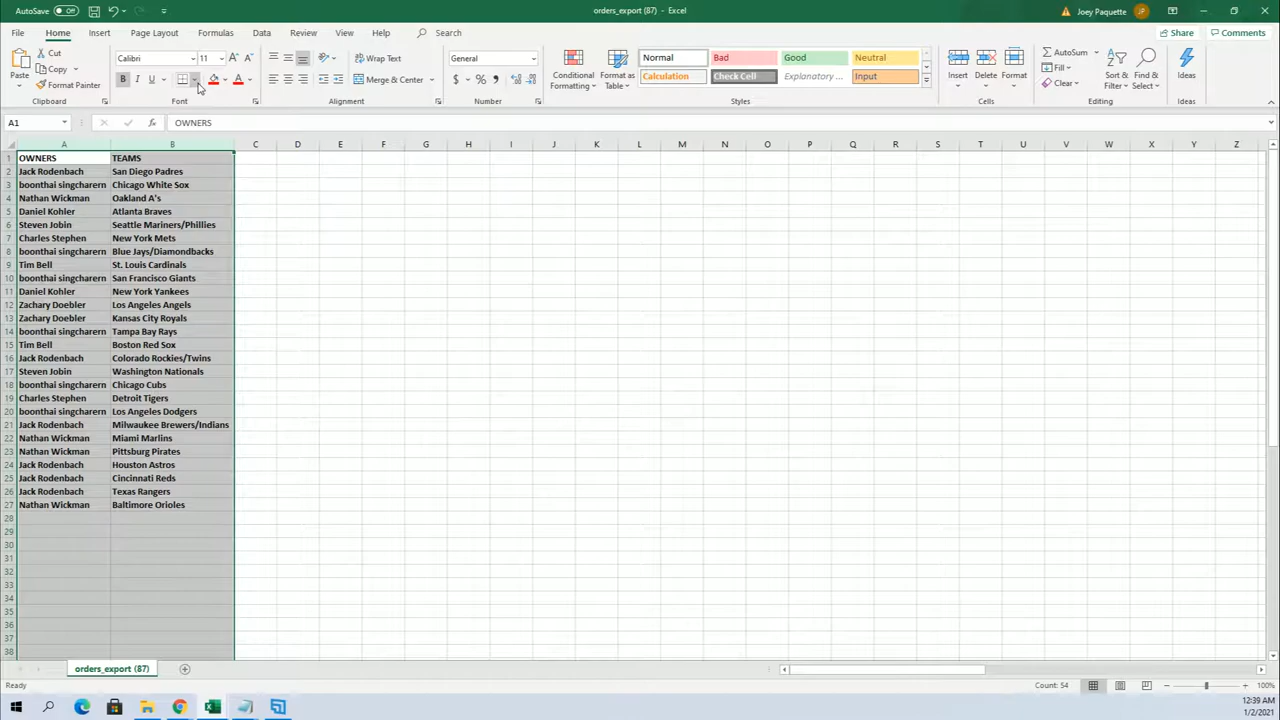 AutoSave Off orders_export (87) - Excel Joey Paquette JP
File Home Insert Page Layout Formulas Data Review View Help Search Share Comments
Paste Cut Copy Format Painter Clipboard
Calibri 11 B I U A Font
Wrap Text Merge & Center Alignment
General $ % , Number
Conditional Formatting Format as Table
Normal Bad Good
Calculation Check Cell Explanatory ... Input
Styles
Insert Delete Format Cells
AutoSum Fill Clear Sort & Filter Find & Select Editing
Ideas Ideas
A1 fx OWNERS
A B C D E F G H I J K L M N O P Q R S T U V W X Y Z
1 OWNERS TEAMS
2 Jack Rodenbach San Diego Padres
3 boonthai singcharern Chicago White Sox
4 Nathan Wickman Oakland A's
5 Daniel Kohler Atlanta Braves
6 Steven Jobin Seattle Mariners/Phillies
7 Charles Stephen New York Mets
8 boonthai singcharern Blue Jays/Diamondbacks
9 Tim Bell St. Louis Cardinals
10 boonthai singcharern San Francisco Giants
11 Daniel Kohler New York Yankees
12 Zachary Doebler Los Angeles Angels
13 Zachary Doebler Kansas City Royals
14 boonthai singcharern Tampa Bay Rays
15 Tim Bell Boston Red Sox
16 Jack Rodenbach Colorado Rockies/Twins
17 Steven Jobin Washington Nationals
18 boonthai singcharern Chicago Cubs
19 Charles Stephen Detroit Tigers
20 boonthai singcharern Los Angeles Dodgers
21 Jack Rodenbach Milwaukee Brewers/Indians
22 Nathan Wickman Miami Marlins
23 Nathan Wickman Pittsburg Pirates
24 Jack Rodenbach Houston Astros
25 Jack Rodenbach Cincinnati Reds
26 Jack Rodenbach Texas Rangers
27 Nathan Wickman Baltimore Orioles
28
29
30
31
32
33
34
35
36
37
38
orders_export (87)
Ready Count: 54 100%
12:39 AM
1/2/2021